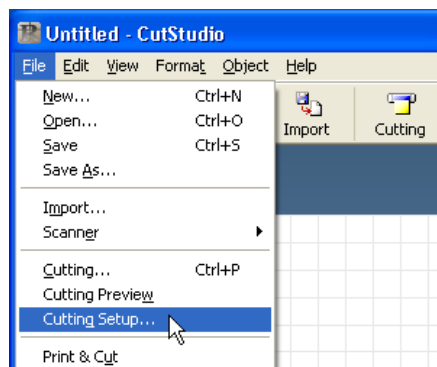 Untitled - CutStudio
File Edit View Format Object Help
New... Ctrl+N
Open... Ctrl+O
Save Ctrl+S
Save As...
Import...
Scanner
Cutting... Ctrl+P
Cutting Preview
Cutting Setup...
Print & Cut
Import Cutting